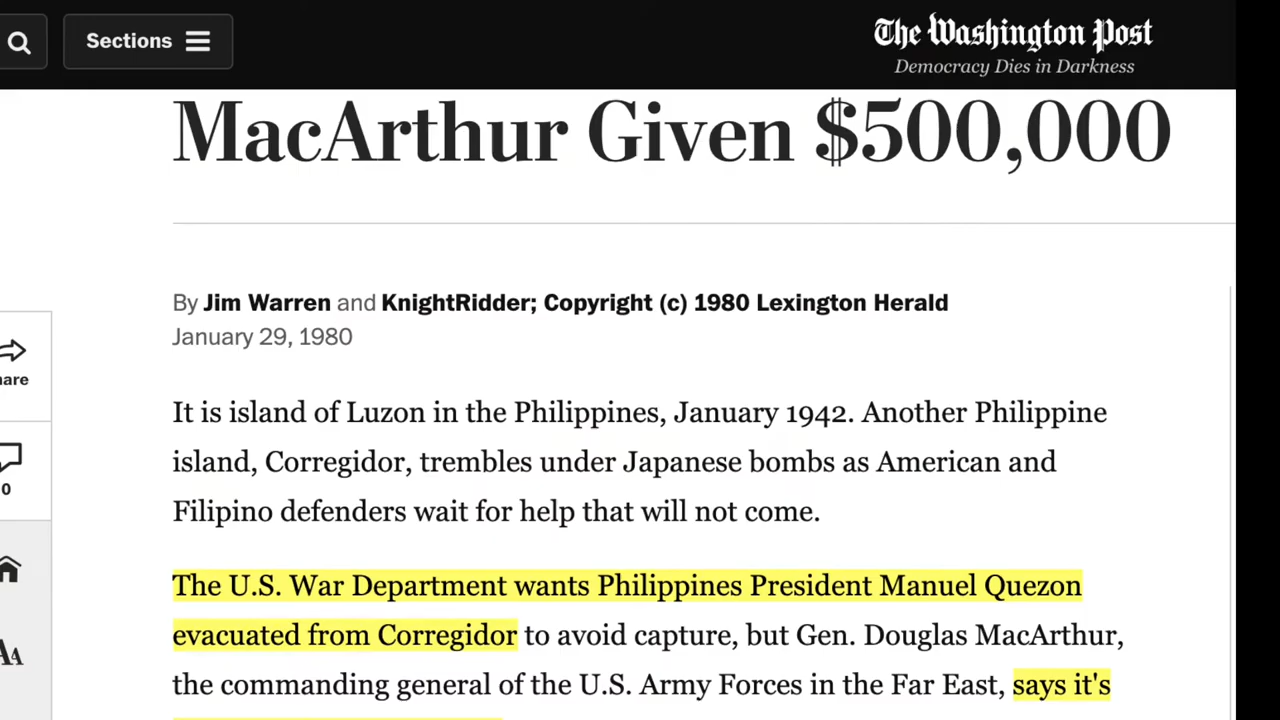 Sections
The Washington Post
Democracy Dies in Darkness
MacArthur Given $500,000
By Jim Warren and KnightRidder; Copyright (c) 1980 Lexington Herald
January 29, 1980
hare
0
It is island of Luzon in the Philippines, January 1942. Another Philippine
island, Corregidor, trembles under Japanese bombs as American and
Filipino defenders wait for help that will not come.
The U.S. War Department wants Philippines President Manuel Quezon
evacuated from Corregidor to avoid capture, but Gen. Douglas MacArthur,
AA
the commanding general of the U.S. Army Forces in the Far East, says it's